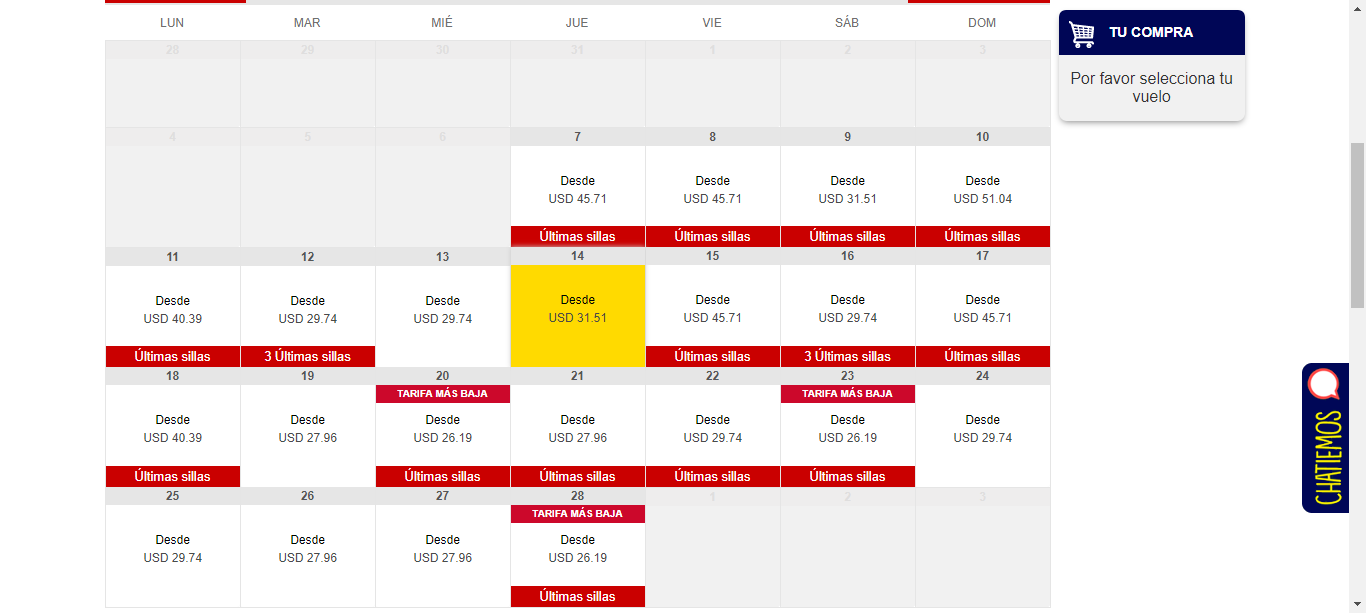 LUN MAR MIÉ JUE VIE SÁB DOM
TU COMPRA
Por favor selecciona tu
vuelo
28 29 30 31 1 2 3
4 5 6 7 8 9 10
Desde Desde Desde Desde
USD 45.71 USD 45.71 USD 31.51 USD 51.04
Últimas sillas Últimas sillas Últimas sillas Últimas sillas
11 12 13 14 15 16 17
Desde Desde Desde Desde Desde Desde Desde
USD 40.39 USD 29.74 USD 29.74 USD 31.51 USD 45.71 USD 29.74 USD 45.71
Últimas sillas 3 Últimas sillas Últimas sillas 3 Últimas sillas Últimas sillas
18 19 20 21 22 23 24
TARIFA MÁS BAJA TARIFA MÁS BAJA
Desde Desde Desde Desde Desde Desde Desde
USD 40.39 USD 27.96 USD 26.19 USD 27.96 USD 29.74 USD 26.19 USD 29.74
Últimas sillas Últimas sillas Últimas sillas Últimas sillas Últimas sillas
25 26 27 28 1 2 3
TARIFA MÁS BAJA
Desde Desde Desde Desde
USD 29.74 USD 27.96 USD 27.96 USD 26.19
Últimas sillas
CHATIEMOS